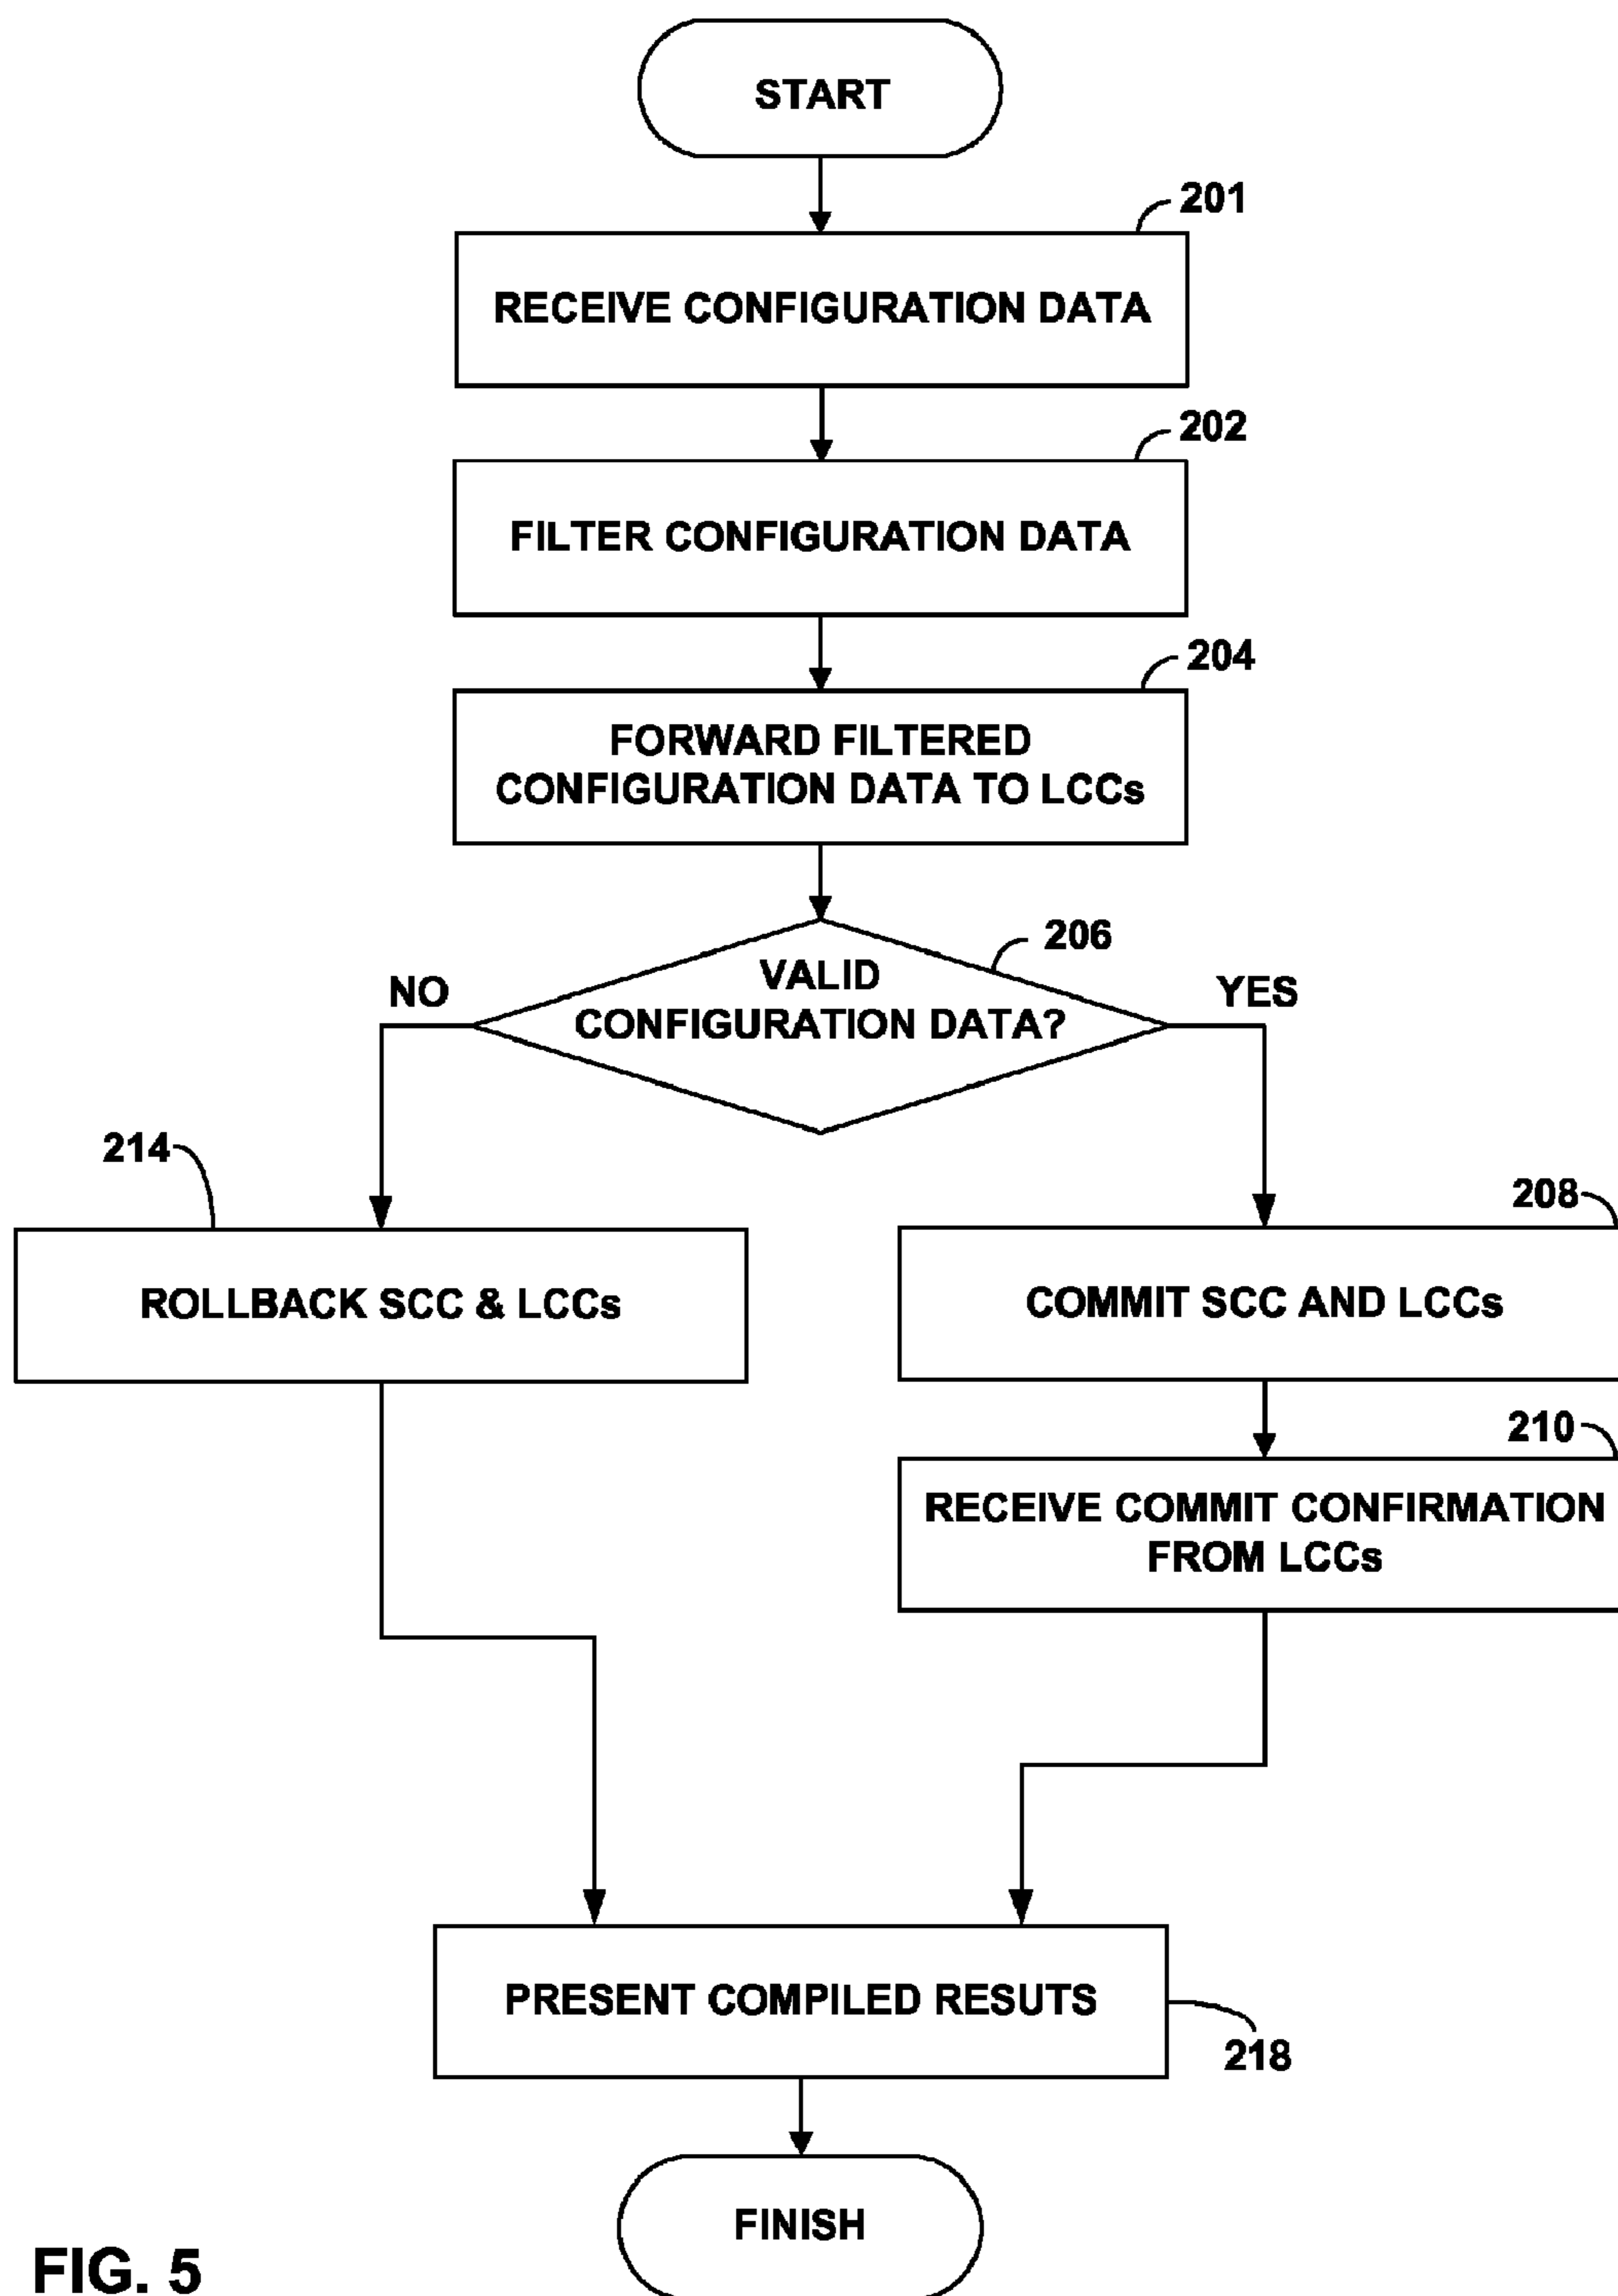 START
201
RECEIVE CONFIGURATION DATA
202
FILTER CONFIGURATION DATA
204
FORWARD FILTERED
CONFIGURATION DATA TO LCCs
206
VALID
CONFIGURATION DATA?
NO
YES
214
ROLLBACK SCC & LCCs
208
COMMIT SCC AND LCCs
210
RECEIVE COMMIT CONFIRMATION
FROM LCCs
PRESENT COMPILED RESUTS
218
FINISH
FIG. 5